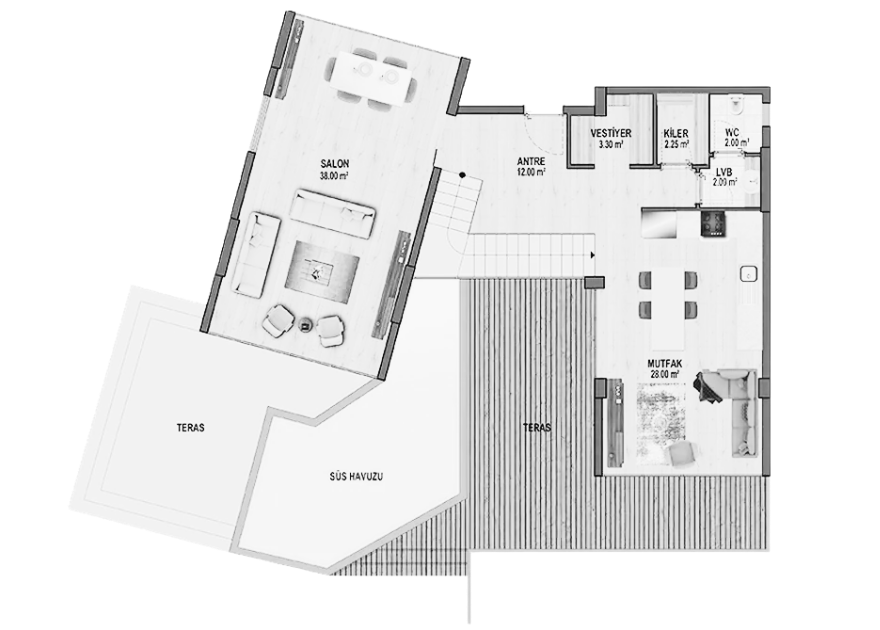 SALON
38.00 m²
ANTRE
12.00 m²
VESTİYER
3.30 m²
KİLER
2.25 m²
WC
2.00 m²
LVB
2.00 m²
MUTFAK
28.00 m²
TERAS
TERAS
SÜS HAVUZU